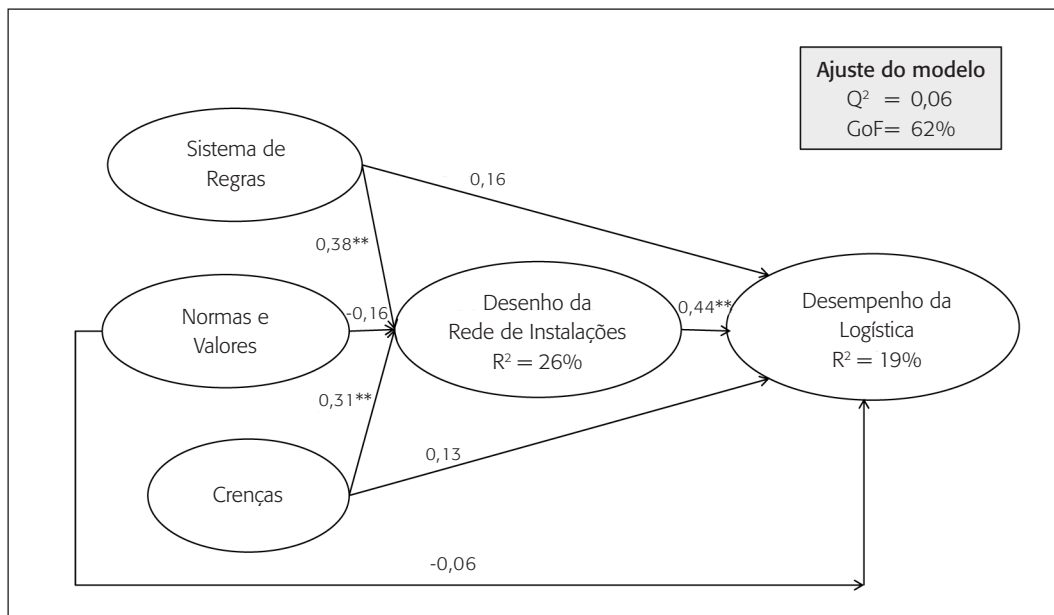 Ajuste do modelo
Q² = 0,06
GoF= 62%
Sistema de
Regras
0,16
0,38**
Normas e
Valores
-0,16
Desenho da
Rede de Instalações
R² = 26%
0,44**
Desempenho da
Logística
R² = 19%
0,31**
0,13
Crenças
-0,06